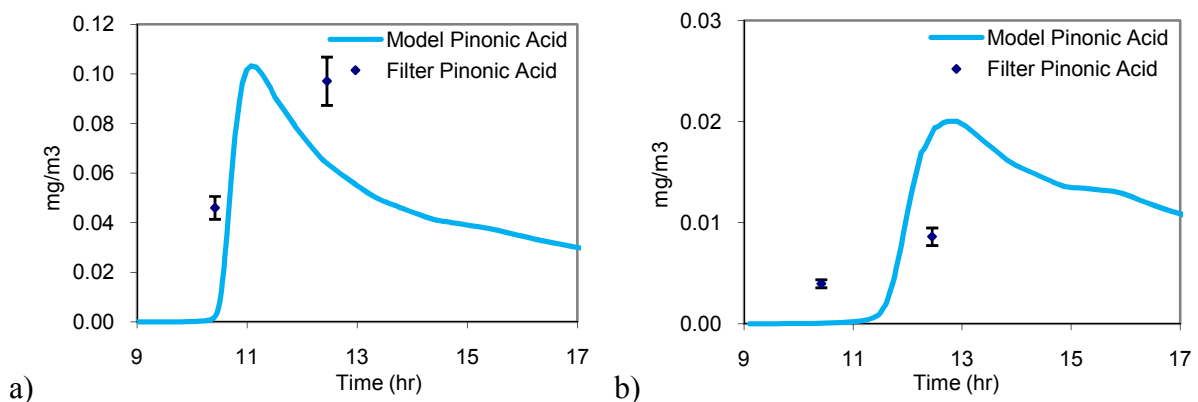 0.12
0.10
0.08
0.06
0.04
0.02
0.00
mg/m3
Model Pinonic Acid
Filter Pinonic Acid
9 11 13 15 17
Time (hr)
a)
0.03
0.02
0.01
0.00
mg/m3
Model Pinonic Acid
Filter Pinonic Acid
9 11 13 15 17
Time (hr)
b)